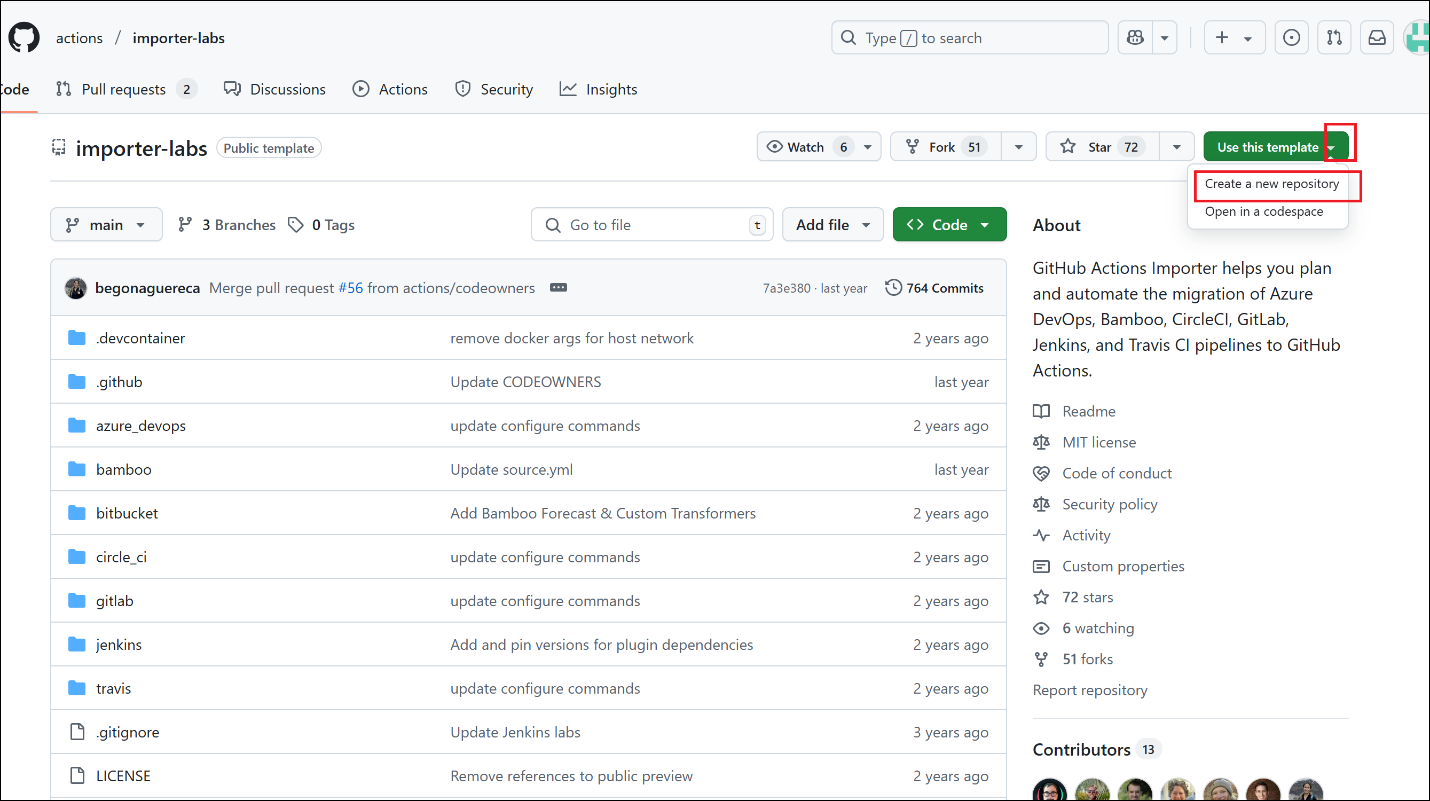 actions / importer-labs
Type / to search
Code
Pull requests 2
Discussions
Actions
Security
Insights
importer-labs Public template
Watch 6
Fork 51
Star 72
Use this template
Create a new repository
Open in a codespace
main
3 Branches
0 Tags
Go to file t
Add file
<> Code
begonaguereca Merge pull request #56 from actions/codeowners
7a3e380 · last year
764 Commits
.devcontainer remove docker args for host network 2 years ago
.github Update CODEOWNERS last year
azure_devops update configure commands 2 years ago
bamboo Update source.yml last year
bitbucket Add Bamboo Forecast & Custom Transformers 2 years ago
circle_ci update configure commands 2 years ago
gitlab update configure commands 2 years ago
jenkins Add and pin versions for plugin dependencies 2 years ago
travis update configure commands 2 years ago
.gitignore Update Jenkins labs 3 years ago
LICENSE Remove references to public preview 2 years ago
About
GitHub Actions Importer helps you plan
and automate the migration of Azure
DevOps, Bamboo, CircleCI, GitLab,
Jenkins, and Travis CI pipelines to GitHub
Actions.
Readme
MIT license
Code of conduct
Security policy
Activity
Custom properties
72 stars
6 watching
51 forks
Report repository
Contributors 13